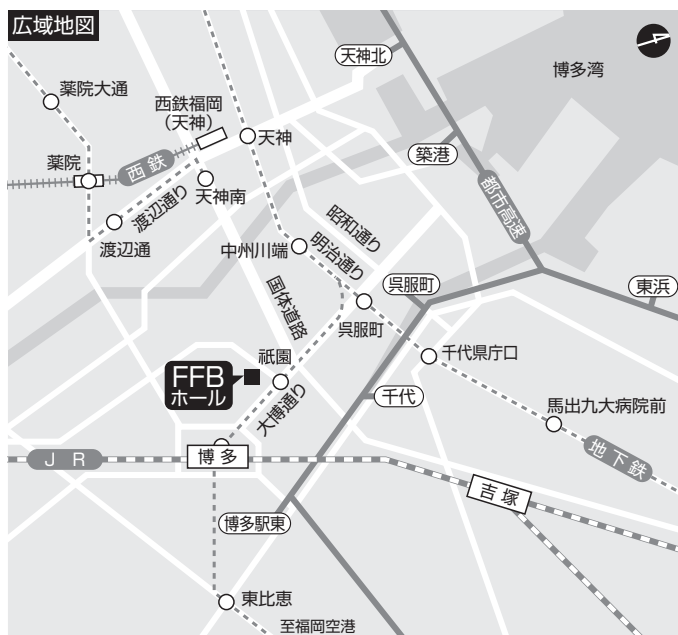 広域地図
天神北
博多湾
薬院大通
西鉄福岡
(天神)
天神
築港
薬院
西鉄
都市高速
渡辺通り
天神南
渡辺通
昭和通り
明治通り
中州川端
呉服町
東浜
国体道路
呉服町
千代県庁口
祇園
FFB
ホール
大博通り
千代
馬出九大病院前
地下鉄
JR
博多
吉塚
博多駅東
東比恵
至福岡空港